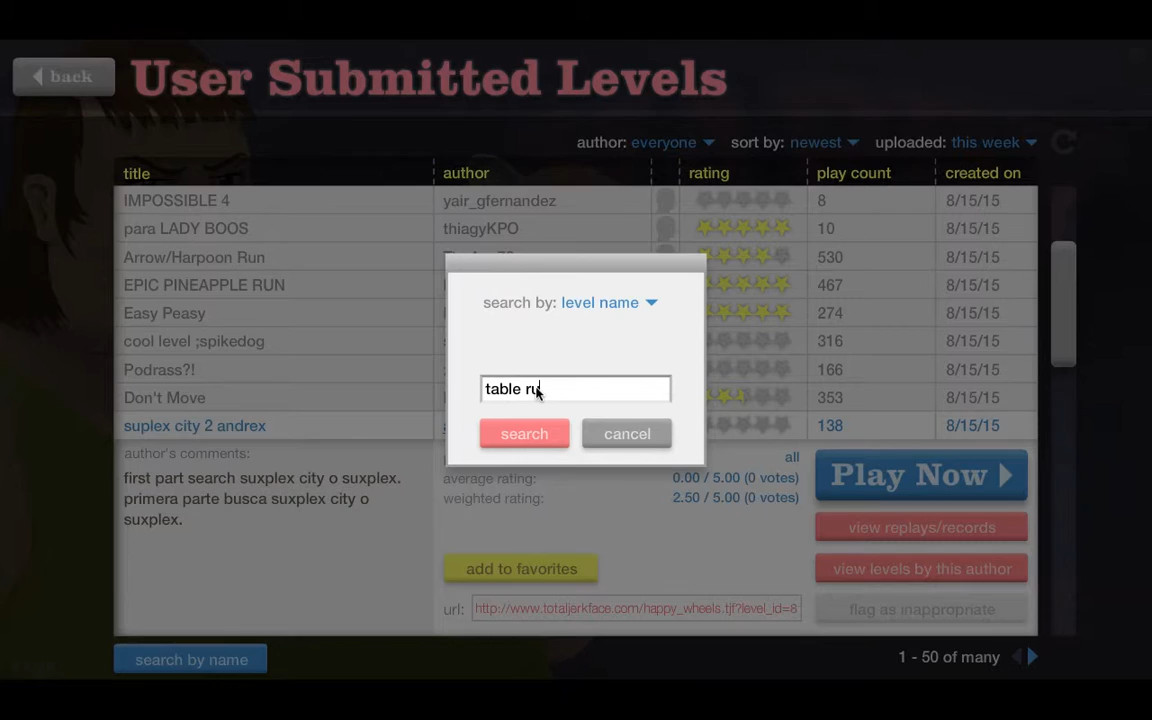 back
User Submitted Levels
author: everyone sort by: newest uploaded: this week
title author rating play count created on
IMPOSSIBLE 4 yair_gfernandez 8 8/15/15
para LADY BOOS thiagyKPO 10 8/15/15
Arrow/Harpoon Run 530 8/15/15
EPIC PINEAPPLE RUN 467 8/15/15
Easy Peasy 274 8/15/15
cool level ;spikedog 316 8/15/15
Podrass?! 166 8/15/15
Don't Move 353 8/15/15
suplex city 2 andrex 138 8/15/15
search by: level name
table ru
search cancel
author's comments:
first part search suxplex city o suxplex.
primera parte busca suxplex city o
suxplex.
all
average rating: 0.00 / 5.00 (0 votes)
weighted rating: 2.50 / 5.00 (0 votes)
add to favorites
url: http://www.totaljerkface.com/happy_wheels.tjf?level_id=8
Play Now
view replays/records
view levels by this author
flag as inappropriate
search by name
1 - 50 of many